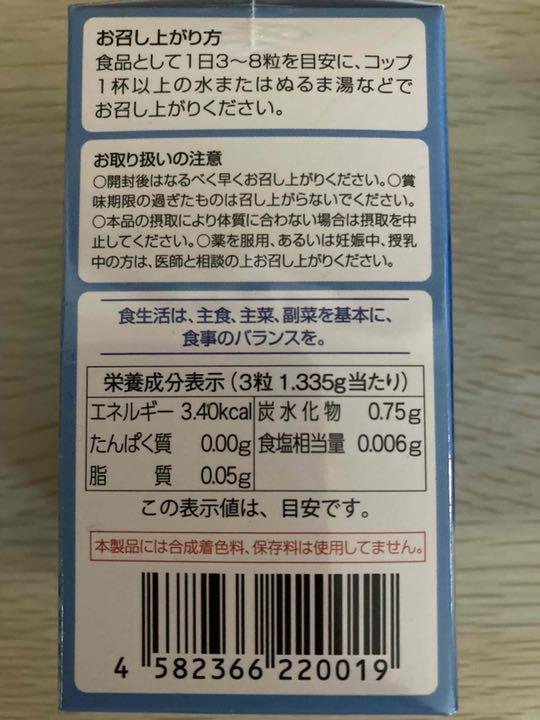 お召し上がり方
食品として1日3〜8粒を目安に、コップ
1杯以上の水またはぬるま湯などで
お召し上がりください。
お取り扱いの注意
○開封後はなるべく早くお召し上がりください。○賞
味期限の過ぎたものは召し上がらないでください。
○本品の摂取により体質に合わない場合は摂取を中
止してください。○薬を服用、あるいは妊娠中、授乳
中の方は、医師と相談の上お召し上がりください。
食生活は、主食、主菜、副菜を基本に、
食事のバランスを。
栄養成分表示(3粒 1.335g当たり)
エネルギー 3.40kcal 炭水化物 0.75g
たんぱく質 0.00g 食塩相当量 0.006g
脂質 0.05g
この表示値は、目安です。
本製品には合成着色料、保存料は使用してません。
4 582366 220019